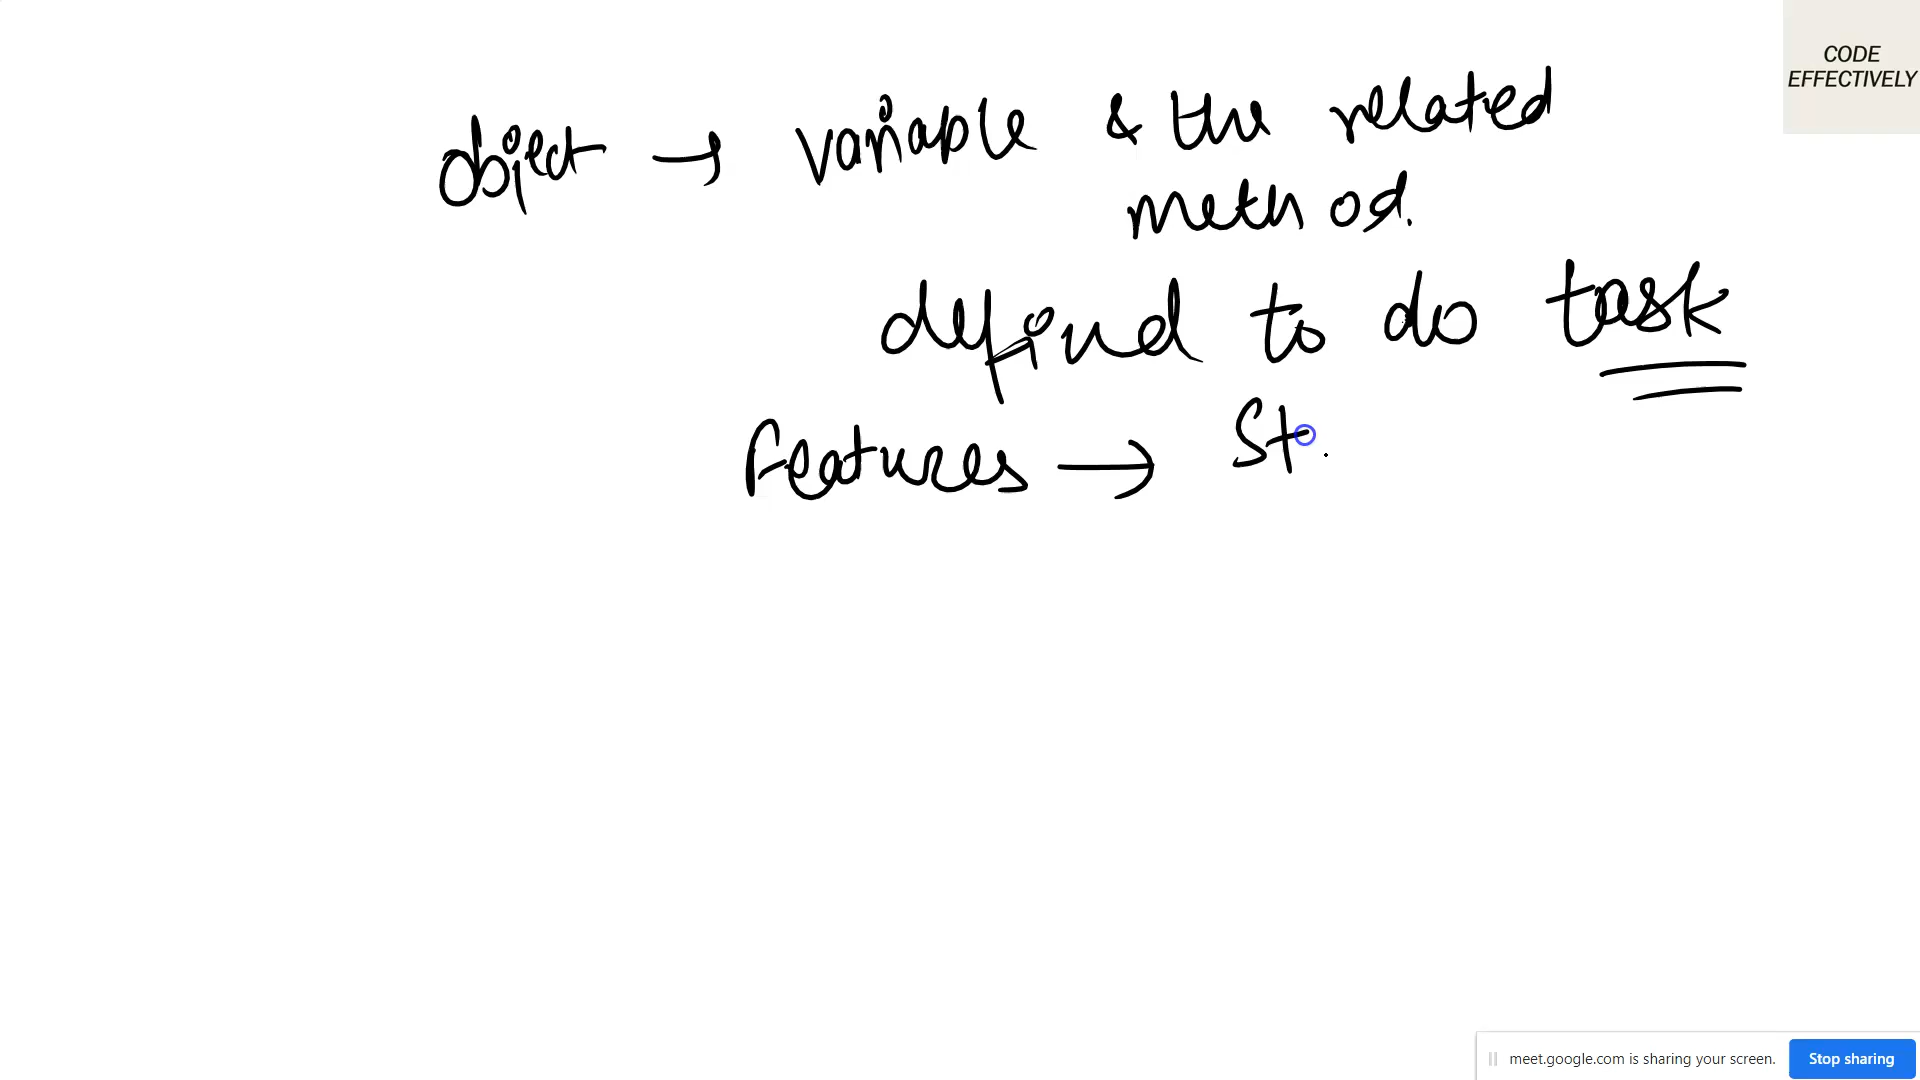 CODE
EFFECTIVELY
object → variable & the related
method.
defined to do task
features → St.
meet.google.com is sharing your screen. Stop sharing